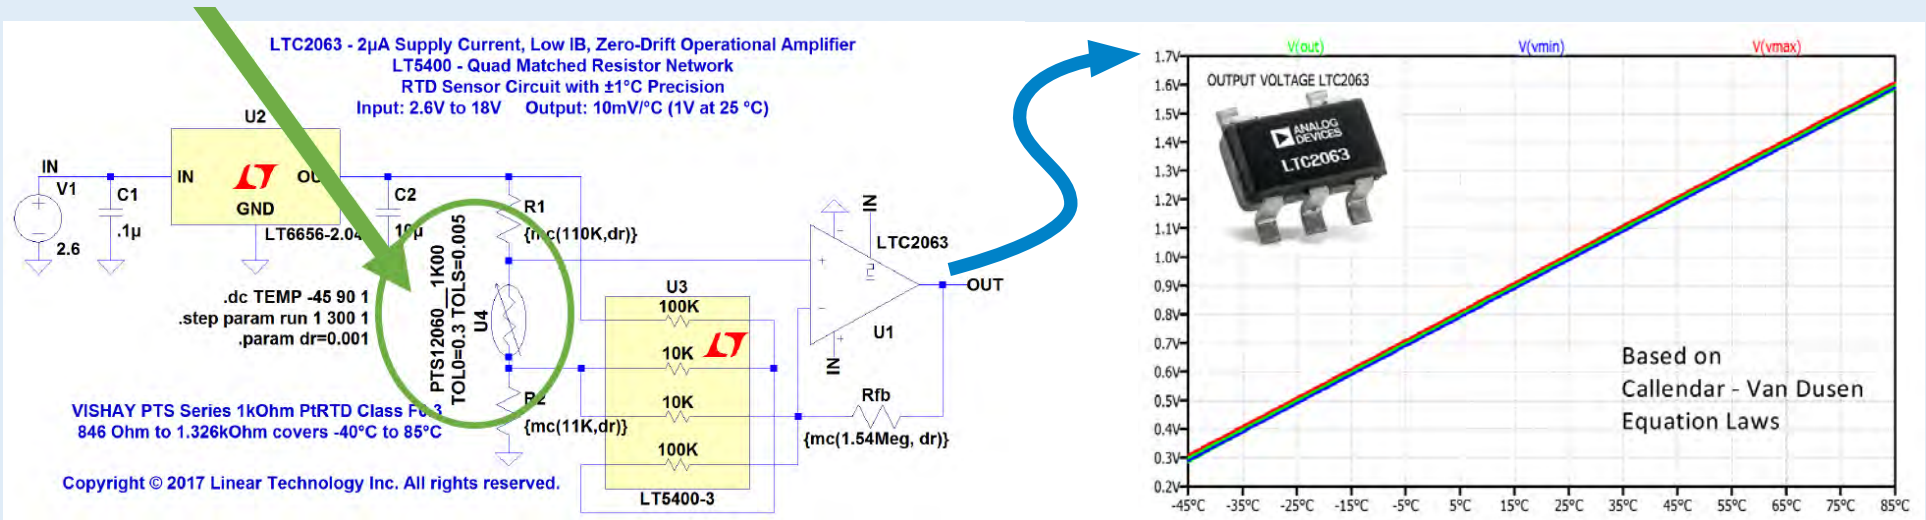 LTC2063 - 2µA Supply Current, Low IB, Zero-Drift Operational Amplifier
LT5400 - Quad Matched Resistor Network
RTD Sensor Circuit with ±1°C Precision
Input: 2.6V to 18V Output: 10mV/°C (1V at 25 °C)
U2
IN
V1
C1
IN
GND
C2
.1µ
2.6
R1
{mc(110K,dr)}
IN
LTC2063
OUT
U1
IN
.dc TEMP -45 90 1
.step param run 1 300 1
.param dr=0.001
PTS12060__1K00
TOL0=0.3 TOLS=0.005
U4
U3
100K
10K
10K
100K
LT5400-3
R2
{mc(11K,dr)}
Rfb
{mc(1.54Meg, dr)}
VISHAY PTS Series 1kOhm PtRTD Class F0.3
846 Ohm to 1.326kOhm covers -40°C to 85°C
Copyright © 2017 Linear Technology Inc. All rights reserved.
V(out) V(vmin) V(vmax)
OUTPUT VOLTAGE LTC2063
ANALOG
DEVICES
LTC2063
1.7V
1.6V
1.5V
1.4V
1.3V
1.2V
1.1V
1.0V
0.9V
0.8V
0.7V
0.6V
0.5V
0.4V
0.3V
0.2V
Based on
Callendar - Van Dusen
Equation Laws
-45°C -35°C -25°C -15°C -5°C 5°C 15°C 25°C 35°C 45°C 55°C 65°C 75°C 85°C